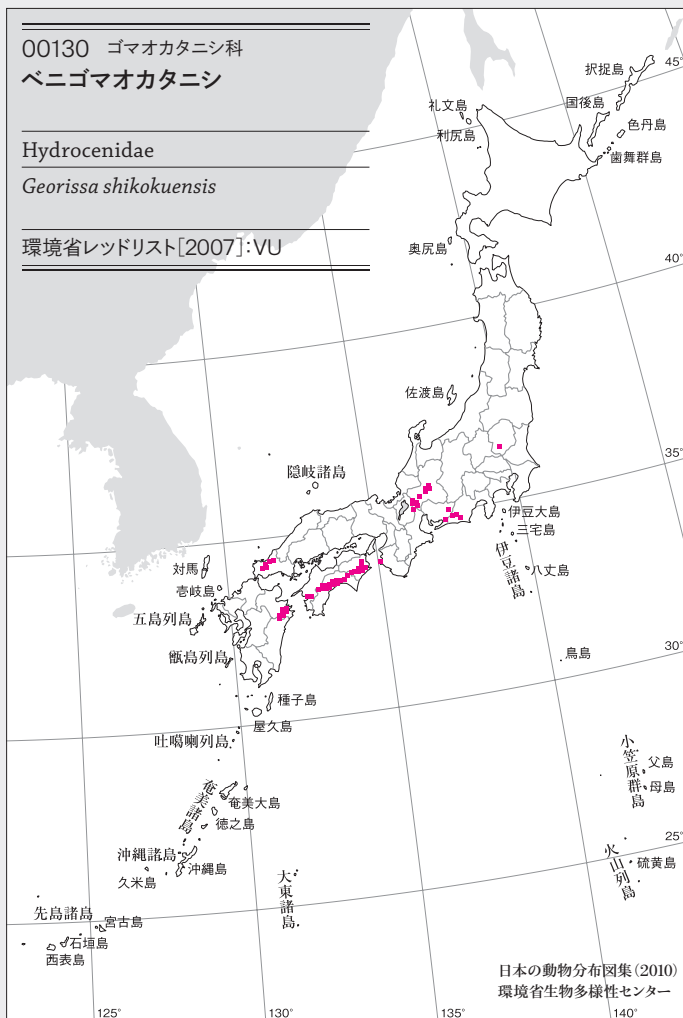 00130 ゴマオカタニシ科
ベニゴマオカタニシ
Hydrocenidae
Georissa shikokuensis
環境省レッドリスト[2007]:VU
択捉島
国後島
色丹島
歯舞群島
礼文島
利尻島
奥尻島
佐渡島
隠岐諸島
対馬
壱岐島
五島列島
甑島列島
種子島
屋久島
吐噶喇列島
奄美諸島
奄美大島
徳之島
沖縄諸島
沖縄島
久米島
先島諸島
宮古島
石垣島
西表島
大東諸島
伊豆大島
三宅島
伊豆諸島
八丈島
鳥島
小笠原群島
父島
母島
火山列島
硫黄島
45°
40°
35°
30°
25°
125°
130°
135°
140°
日本の動物分布図集(2010)
環境省生物多様性センター